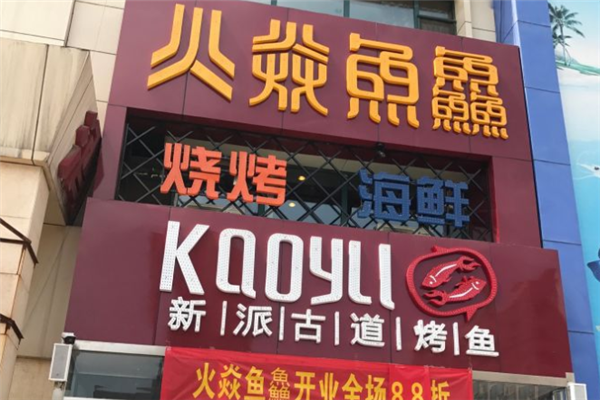 火焱魚鱻
烧烤 海鲜
Kaoyu
新|派|古|道|烤|鱼
火焱鱼鱻开业全场8.8折